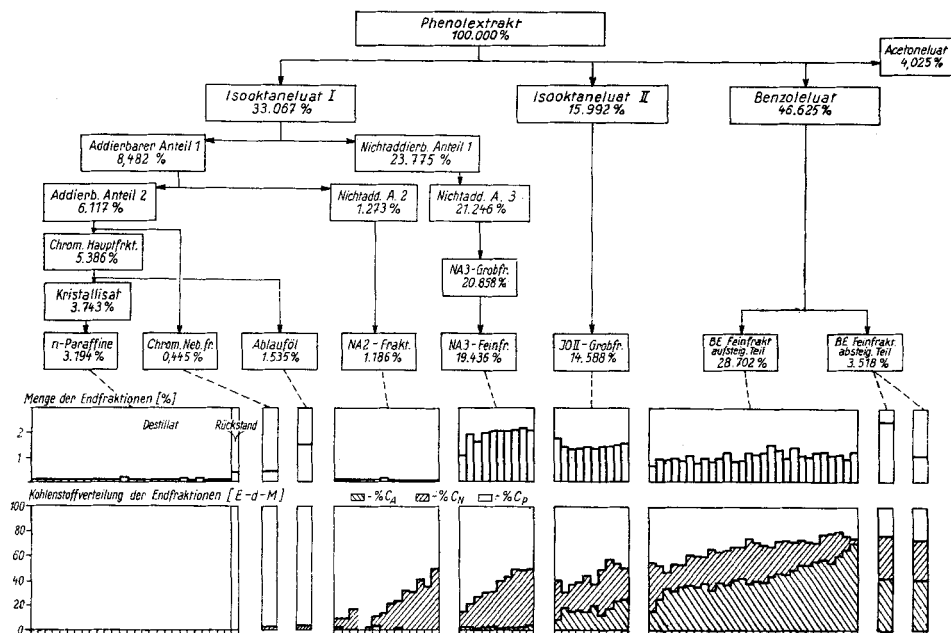 Phenolextrakt
100.000 %
Acetoneluat
4,025 %
Isooktaneluat I
33.067 %
Isooktaneluat II
15.992 %
Benzoleluat
46.625 %
Addierbarer Anteil 1
8,482 %
Nichtaddierb. Anteil 1
23.775 %
Addierb. Anteil 2
6.117 %
Nichtadd. A. 2
1.273 %
Nichtadd. A. 3
21.246 %
Chrom. Hauptfrkt.
5.386 %
NA3-Grobfr.
20.858 %
Kristallisat
3.743 %
n-Paraffine
3.194 %
Chrom. Neb. fr.
0,445 %
Ablauföl
1.535 %
NA2-Frakt.
1.186 %
NA3-Feinfr.
19.436 %
JO II-Grobfr.
14.588 %
BE Feinfrakt
aufsteig. Teil
28.702 %
BE Feinfrakt.
absteig. Teil
3.518 %
Menge der Endfraktionen [%]
Destillat
Rückstand
2
1
Kohlenstoffverteilung der Endfraktionen [E-d-M]
-% CA
-% CN
-% CP
100
80
60
40
20
0